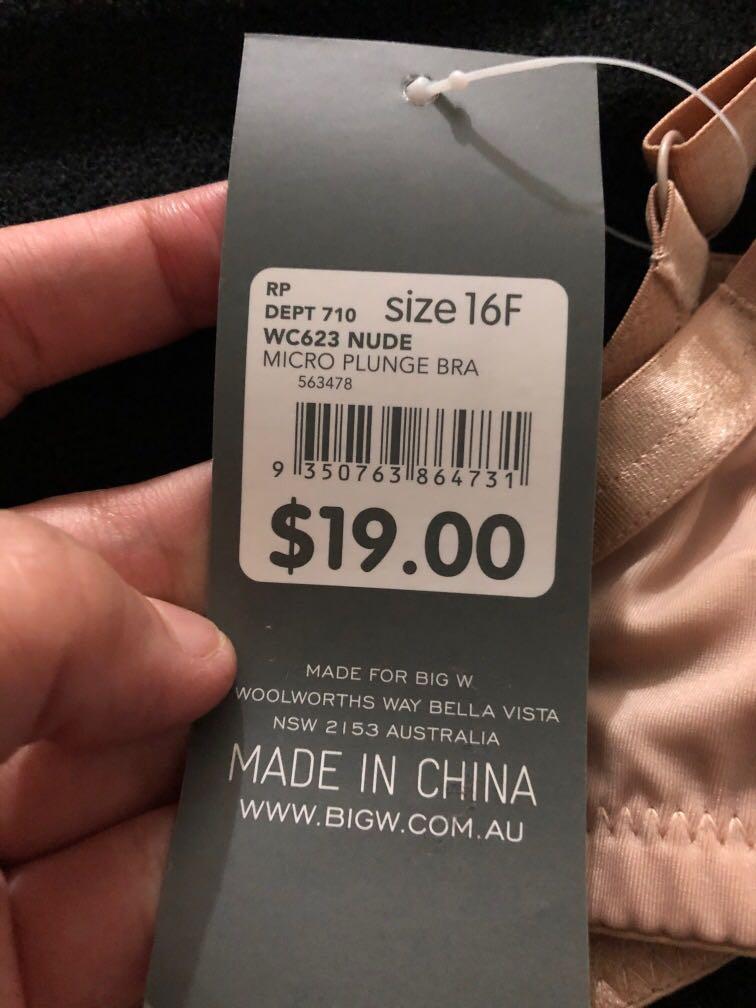 RP
DEPT 710 size 16F
WC623 NUDE
MICRO PLUNGE BRA
563478
9 350763 864731
$19.00
MADE FOR BIG W
WOOLWORTHS WAY BELLA VISTA
NSW 2153 AUSTRALIA
MADE IN CHINA
WWW.BIGW.COM.AU